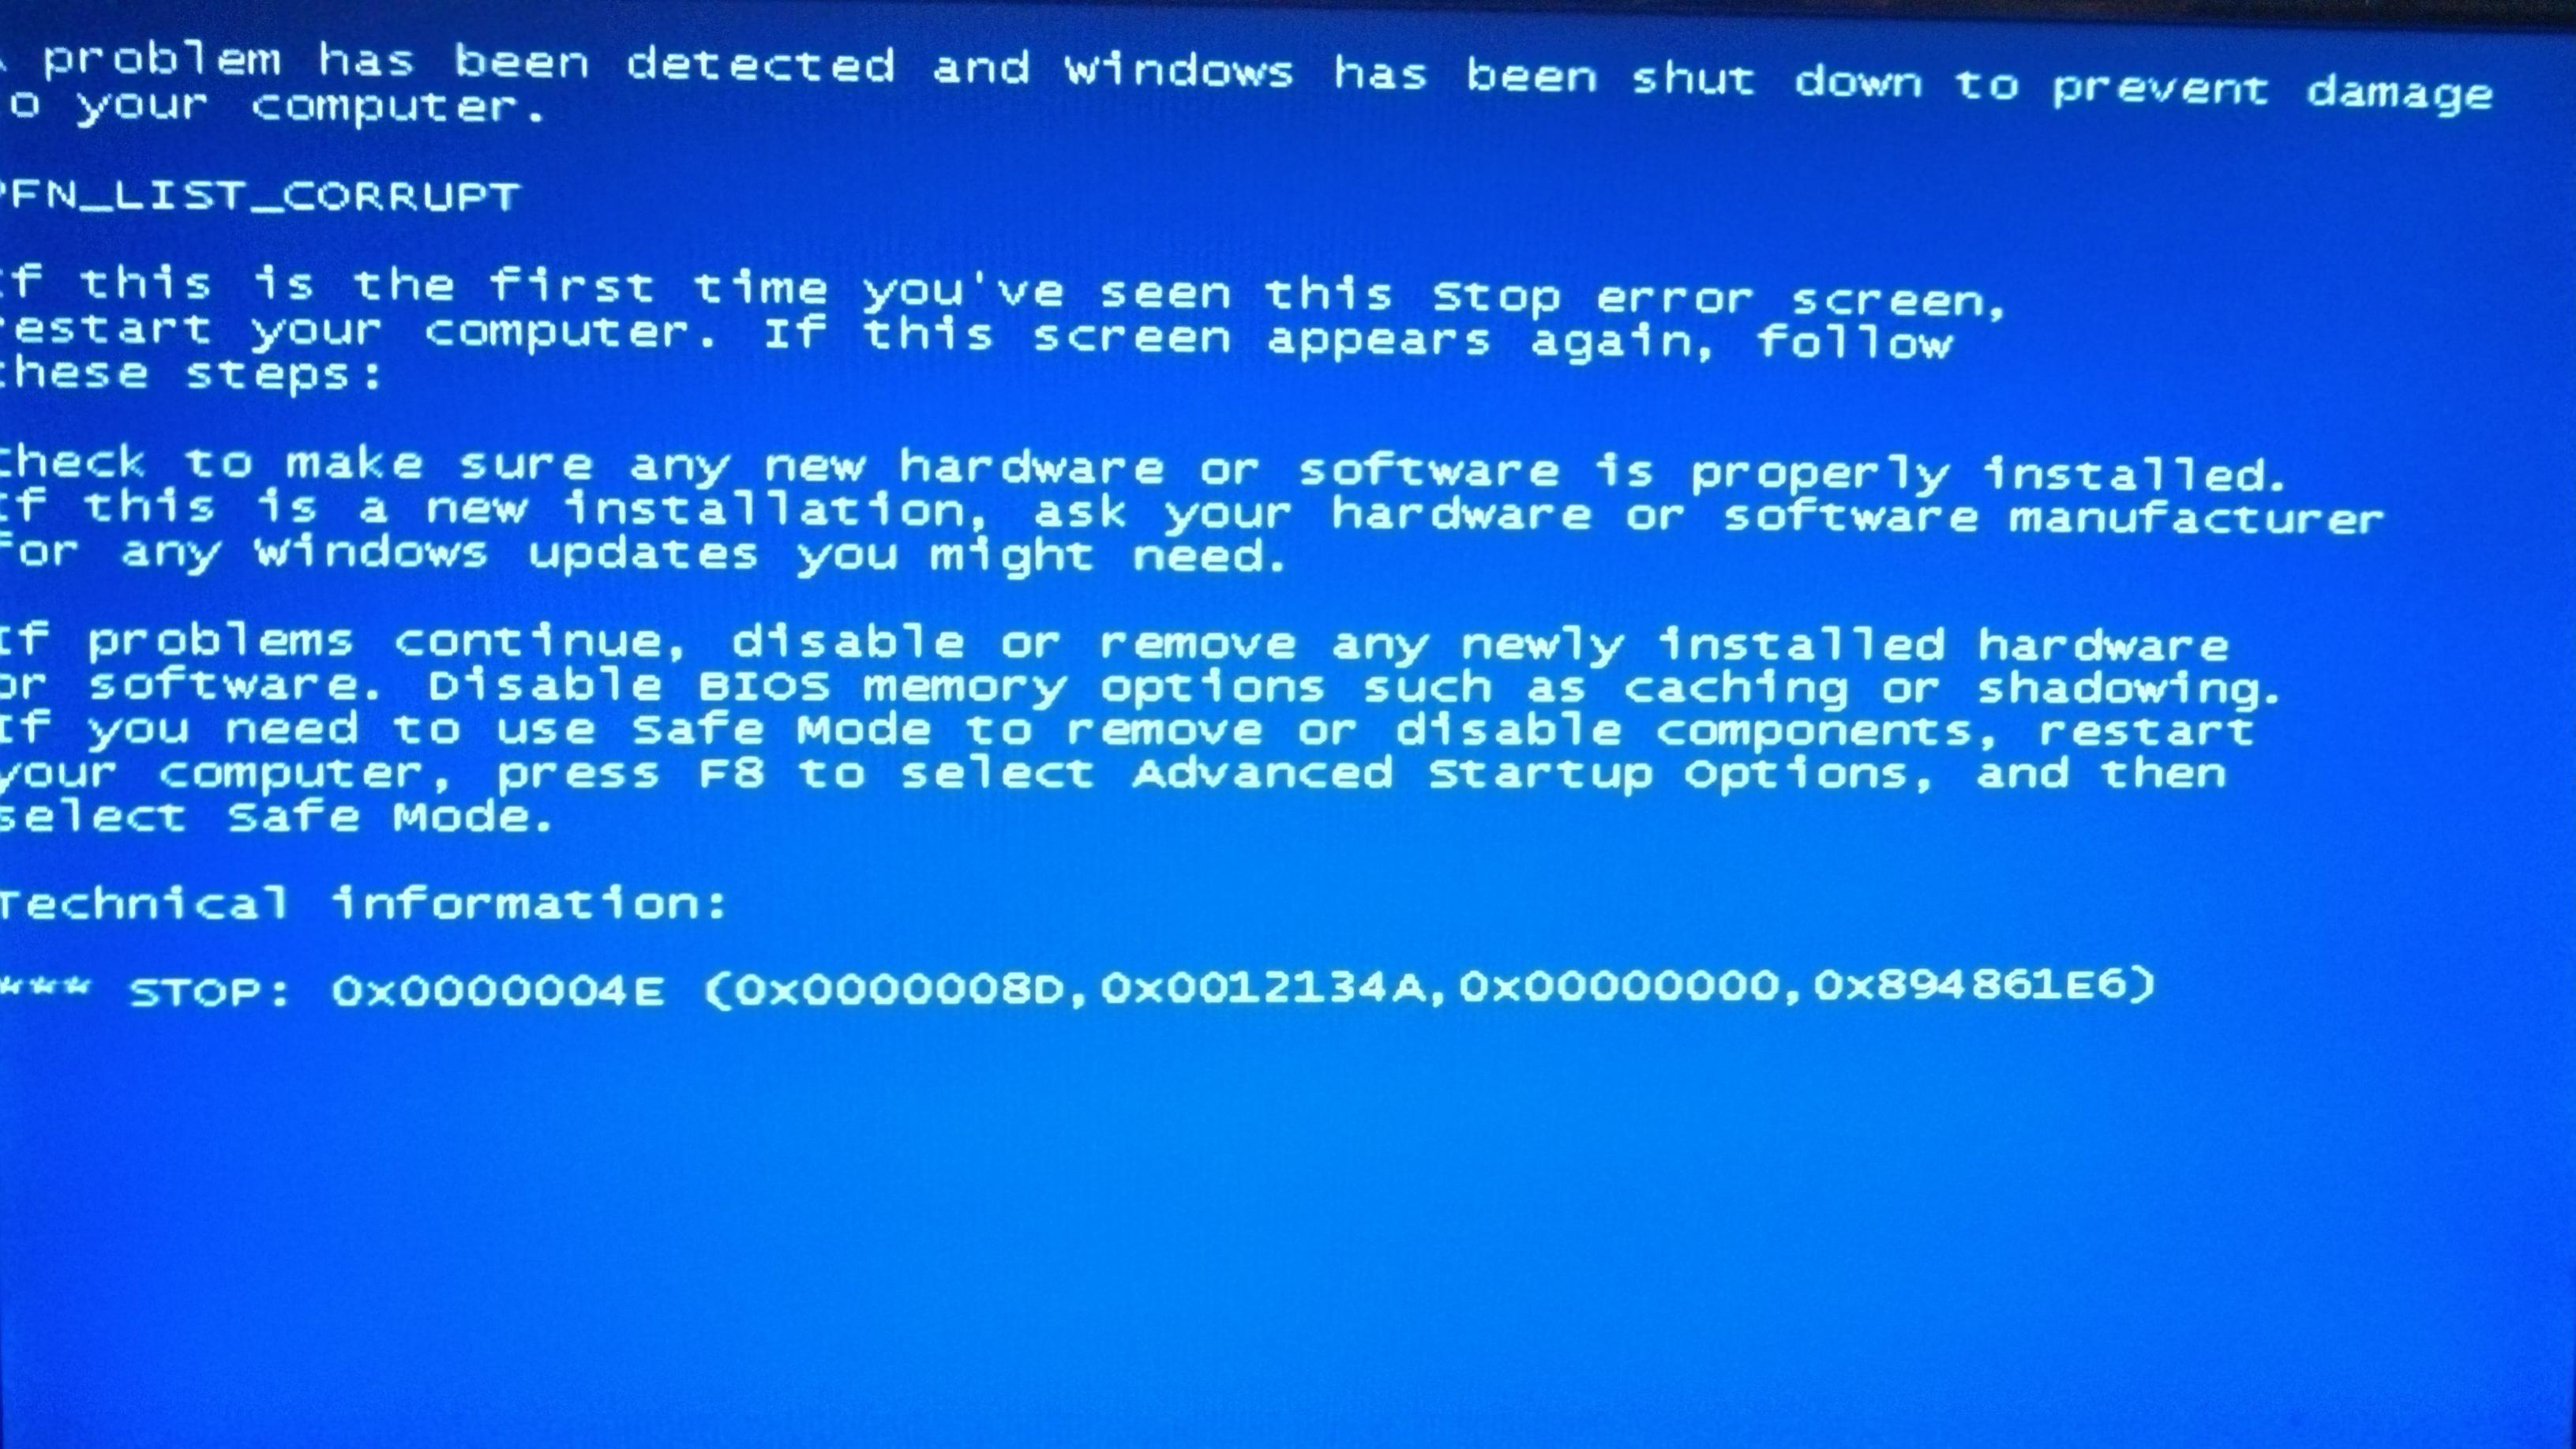 A problem has been detected and windows has been shut down to prevent damage
to your computer.
PFN_LIST_CORRUPT
If this is the first time you've seen this Stop error screen,
restart your computer. If this screen appears again, follow
these steps:
Check to make sure any new hardware or software is properly installed.
If this is a new installation, ask your hardware or software manufacturer
for any windows updates you might need.
If problems continue, disable or remove any newly installed hardware
or software. Disable BIOS memory options such as caching or shadowing.
If you need to use Safe Mode to remove or disable components, restart
your computer, press F8 to select Advanced Startup Options, and then
select Safe Mode.
Technical information:
*** STOP: 0x0000004E (0x0000008D,0x0012134A,0x00000000,0x894861E6)